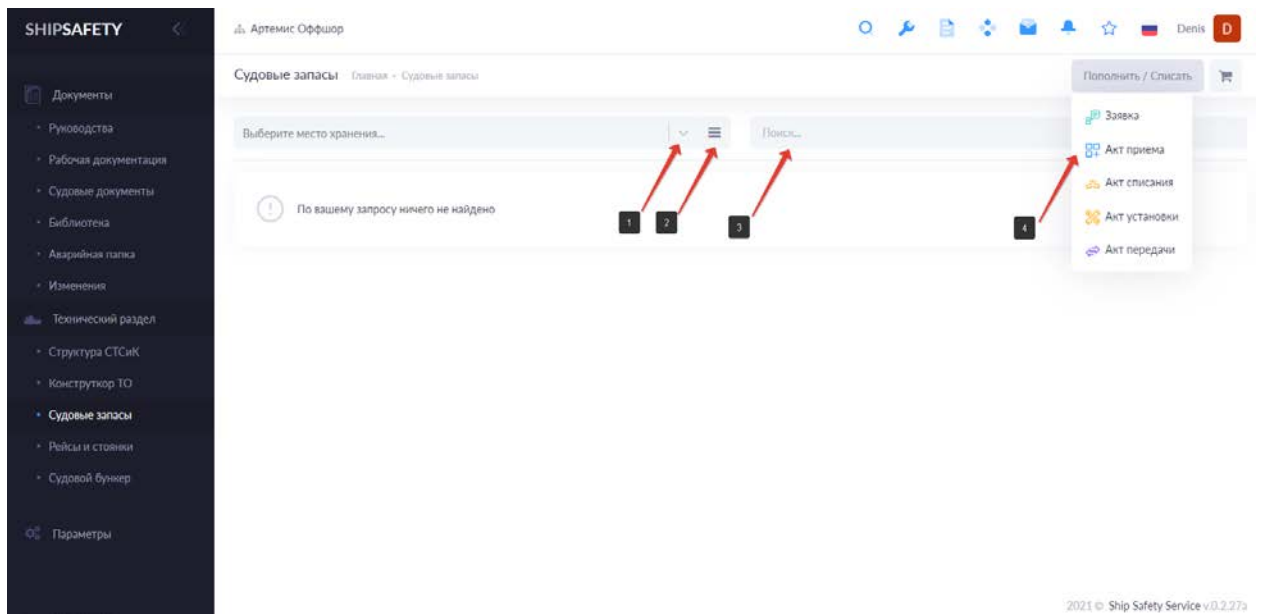 SHIPSAFETY
Артемис Оффшор
Denis
D
Судовые запасы
Главная - Судовые запасы
Пополнить / Списать
Документы
Руководства
Рабочая документация
Судовые документы
Библиотека
Аварийная папка
Изменения
Технический раздел
Структура СТСиК
Конструткор ТО
Судовые запасы
Рейсы и стоянки
Судовой бункер
Параметры
Выберите место хранения...
Поиск...
По вашему запросу ничего не найдено
1
2
3
4
Заявка
Акт приема
Акт списания
Акт установки
Акт передачи
2021 © Ship Safety Service v.0.2.27a